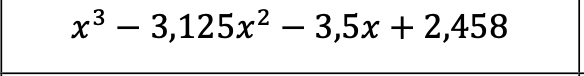 x³ − 3,125x² − 3,5x + 2,458